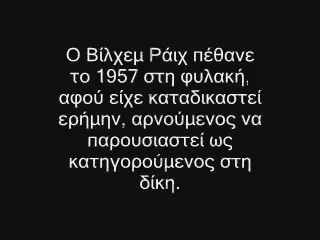 Ο Βίλχεμ Ράιχ πέθανε
το 1957 στη φυλακή,
αφού είχε καταδικαστεί
ερήμην, αρνούμενος να
παρουσιαστεί ως
κατηγορούμενος στη
δίκη.